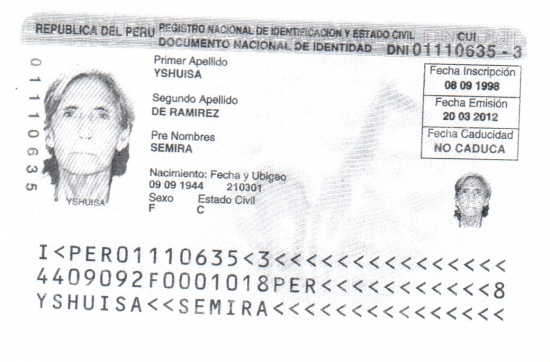 REPUBLICA DEL PERU REGISTRO NACIONAL DE IDENTIFICACION Y ESTADO CIVIL CUI
DOCUMENTO NACIONAL DE IDENTIDAD DNI 01110635 - 3
01110635
YSHUISA
Primer Apellido
YSHUISA
Segundo Apellido
DE RAMIREZ
Pre Nombres
SEMIRA
Nacimiento: Fecha y Ubigeo
09 09 1944 210301
Sexo Estado Civil
F C
Fecha Inscripción
08 09 1998
Fecha Emisión
20 03 2012
Fecha Caducidad
NO CADUCA
I<PER01110635<3<<<<<<<<<<<<<<<
4409092F0001018PER<<<<<<<<<<<8
YSHUISA<<SEMIRA<<<<<<<<<<<<<<<